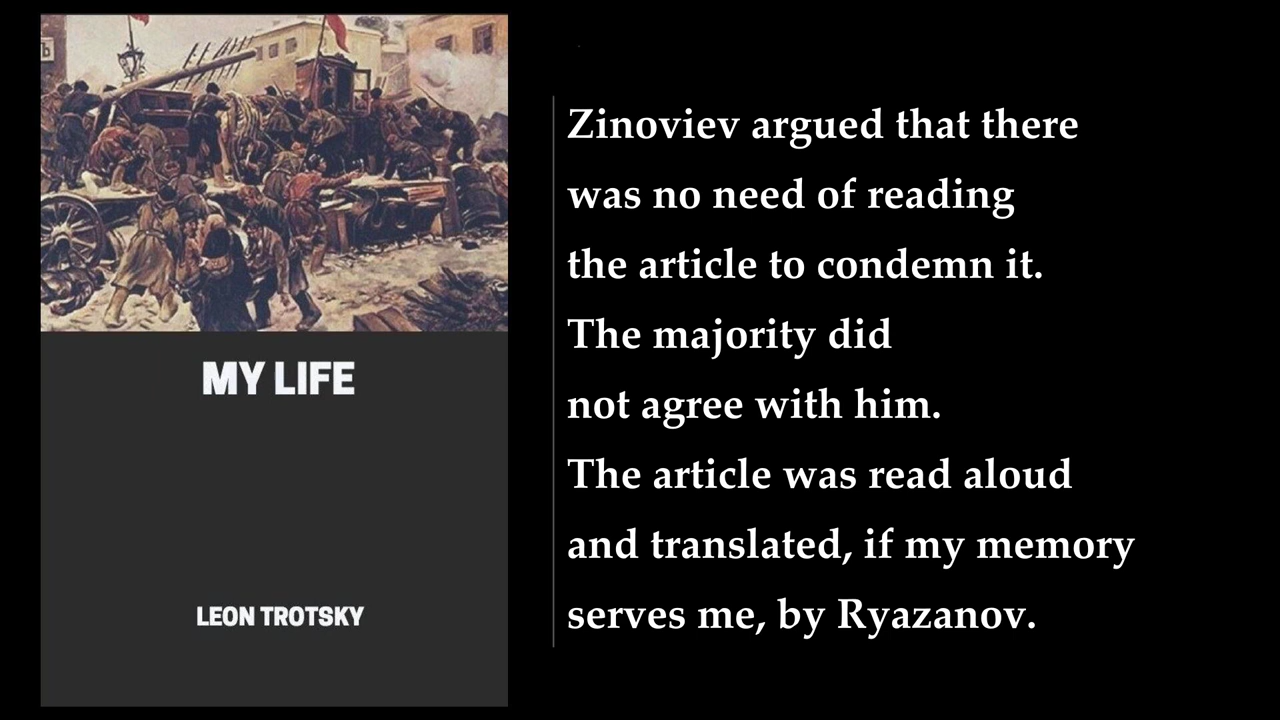 MY LIFE
LEON TROTSKY
Zinoviev argued that there
was no need of reading
the article to condemn it.
The majority did
not agree with him.
The article was read aloud
and translated, if my memory
serves me, by Ryazanov.